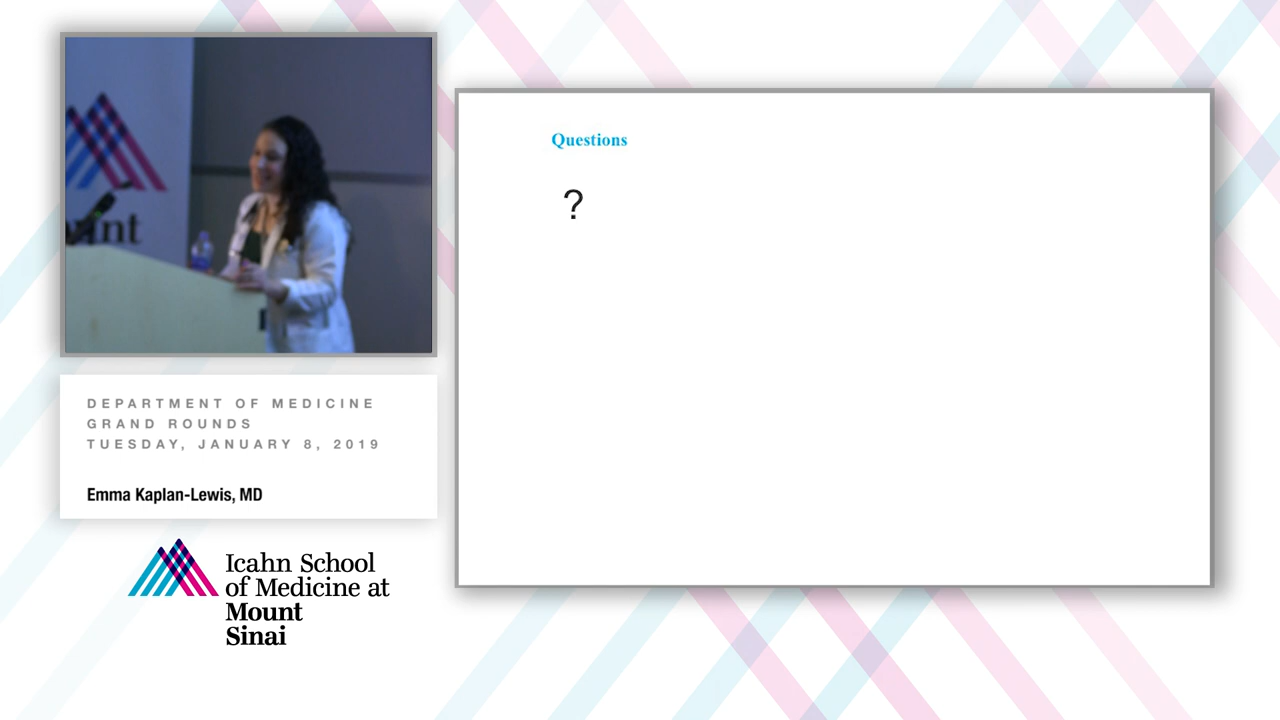 DEPARTMENT OF MEDICINE
GRAND ROUNDS
TUESDAY, JANUARY 8, 2019
Emma Kaplan-Lewis, MD
Icahn School
of Medicine at
Mount
Sinai
Questions
?